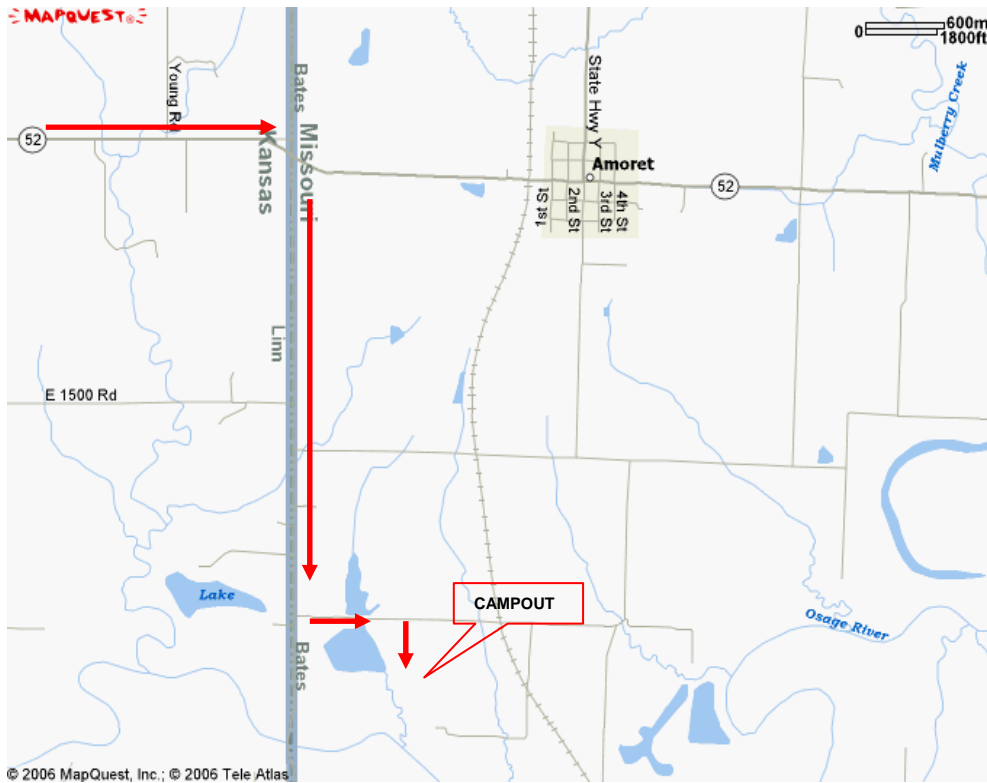 MAPQUEST®
0 600m
1800ft
Young Rd
Bates
Missouri
Kansas
State Hwy Y
Mulberry Creek
52
Amoret
52
1st St
2nd St
3rd St
4th St
Linn
E 1500 Rd
Lake
CAMPOUT
Osage River
Bates
© 2006 MapQuest, Inc.; © 2006 Tele Atlas